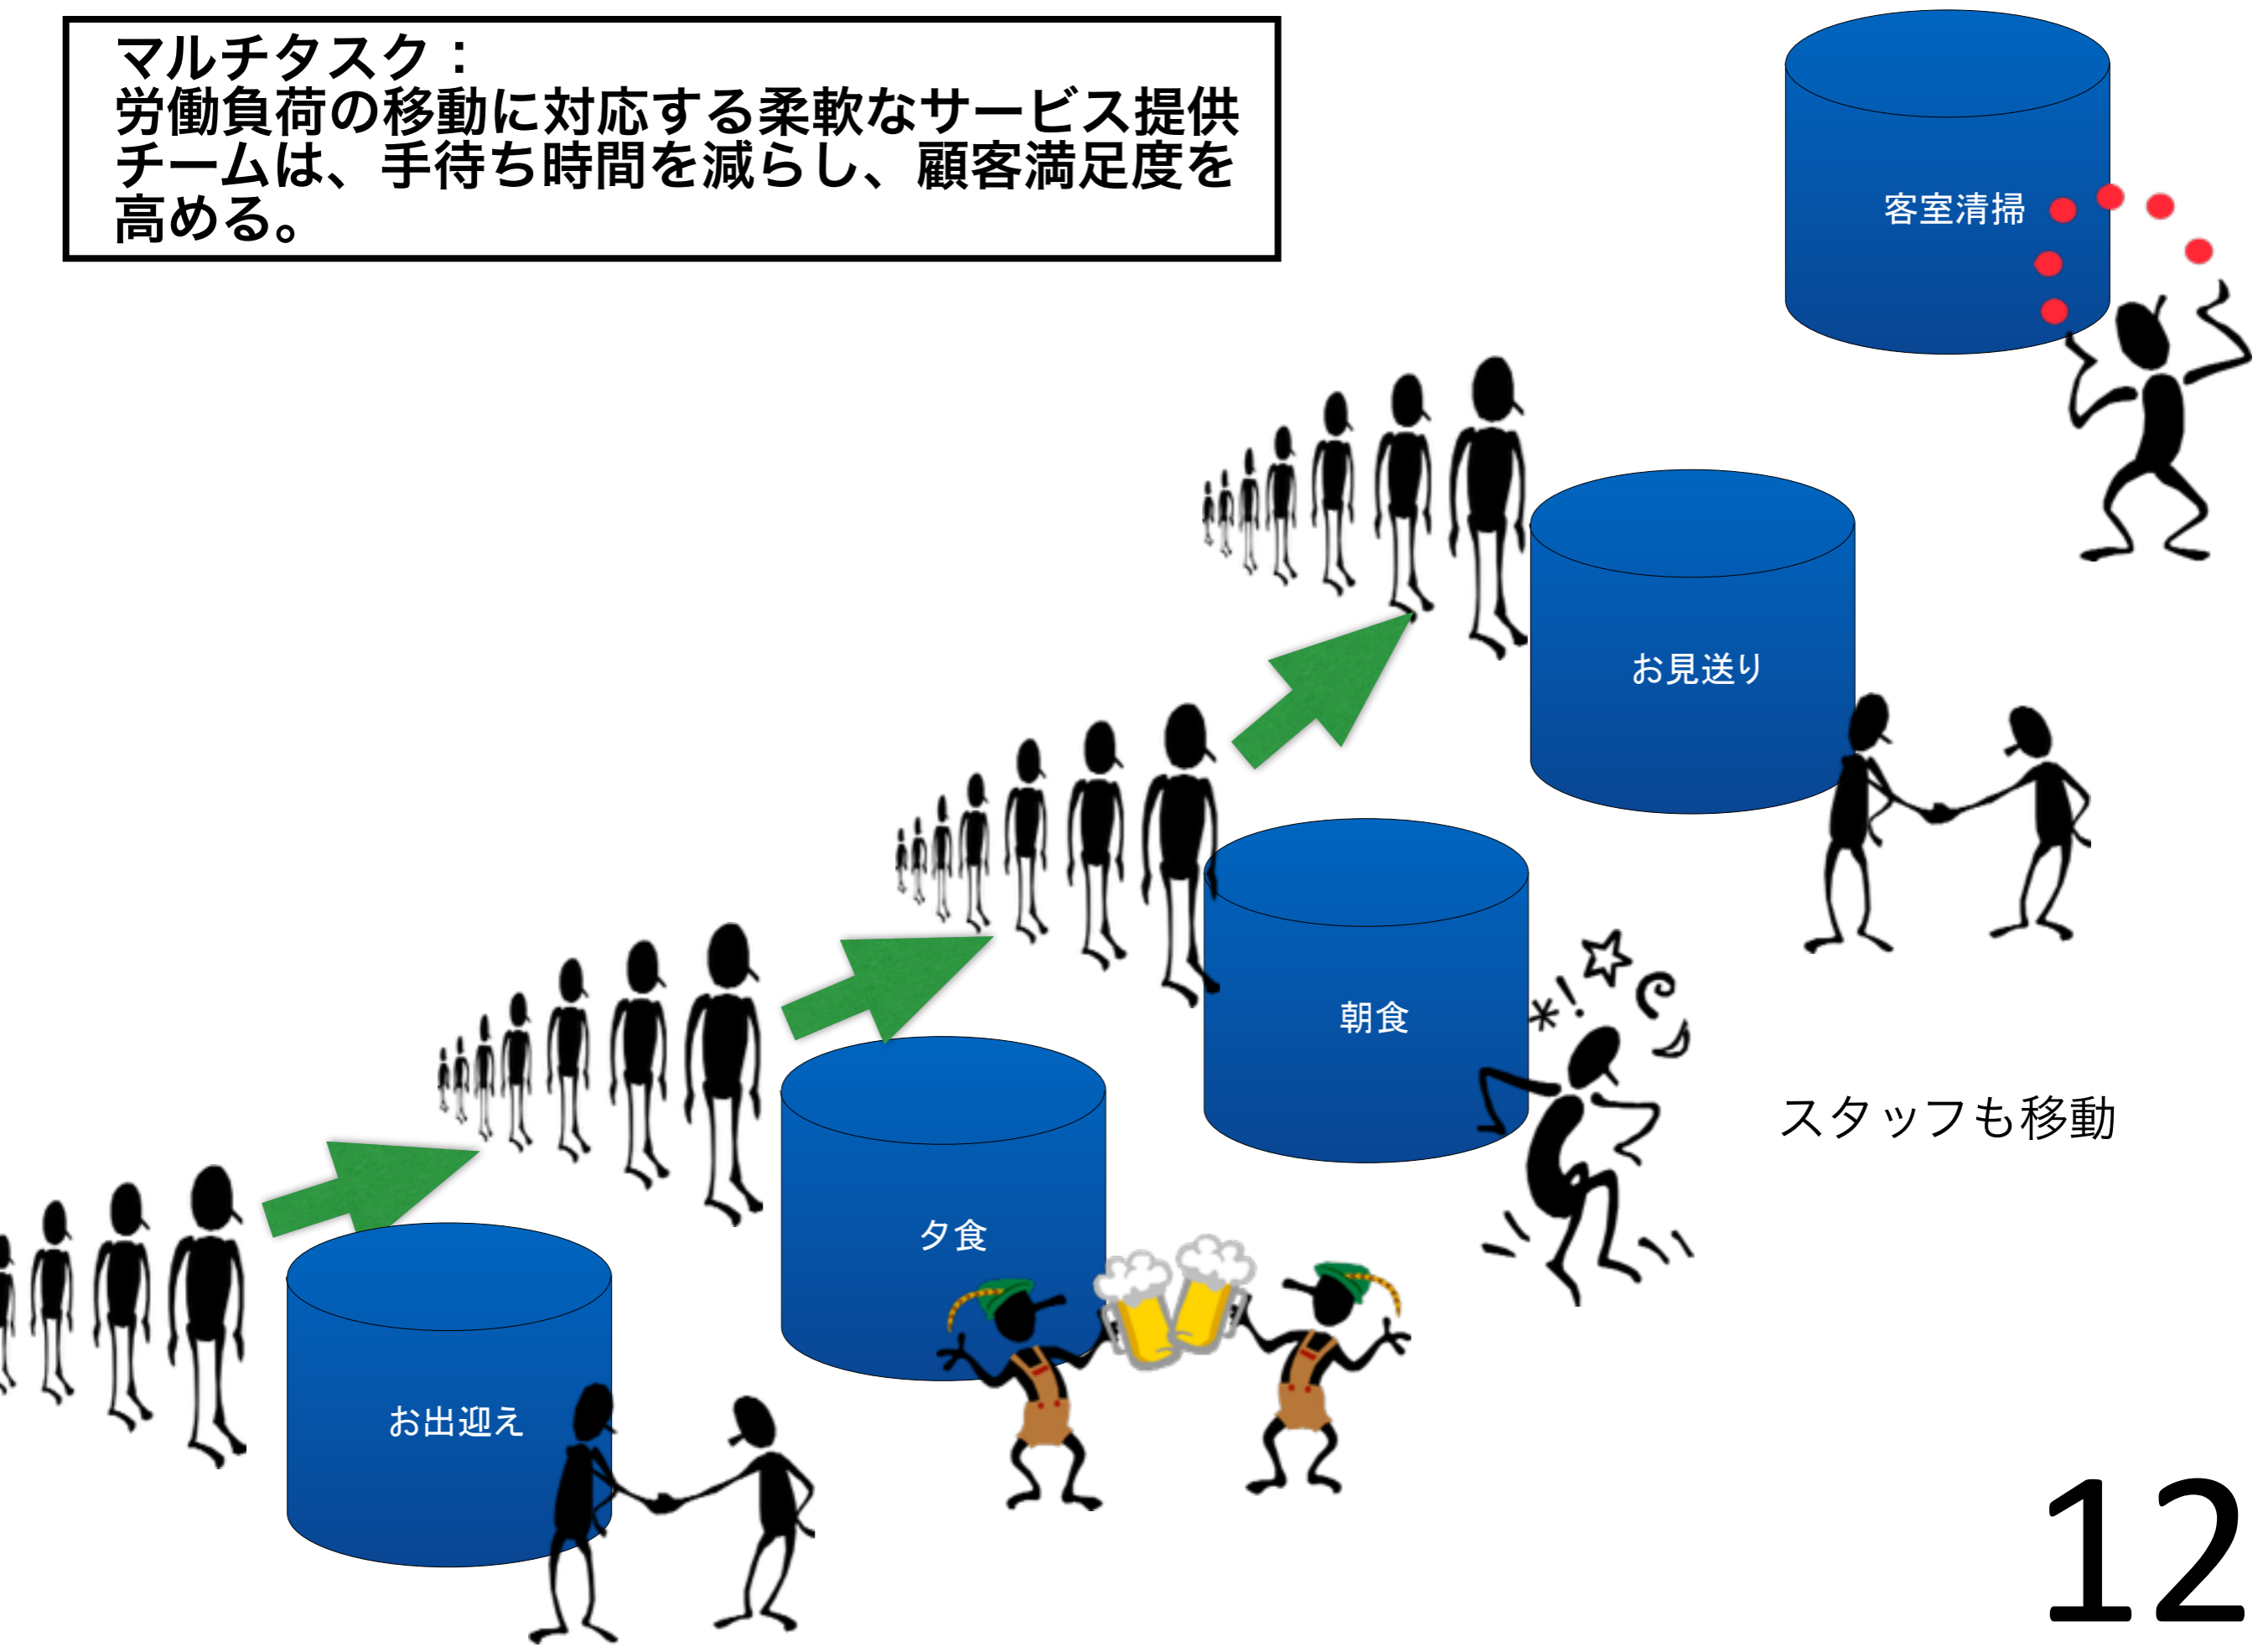 マルチタスク：
労働負荷の移動に対応する柔軟なサービス提供
チームは、手待ち時間を減らし、顧客満足度を
高める。
客室清掃
お見送り
朝食
スタッフも移動
夕食
お出迎え
12